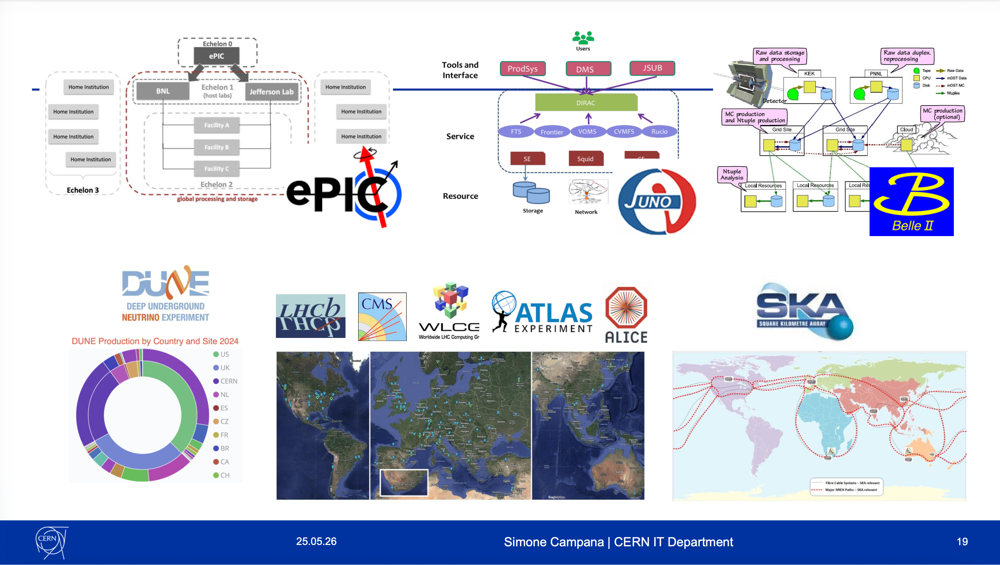 Echelon 0
ePIC
BNL
Echelon 1
(host labs)
Jefferson Lab
Home Institution
Home Institution
Home Institution
Home Institution
Echelon 3
Facility A
Facility B
Facility C
Echelon 2
global processing and storage
Home Institution
Home Institution
Home Institution
ePIC
Users
Tools and
Interface
ProdSys
DMS
JSUB
DIRAC
Service
FTS
Frontier
VOMS
CVMFS
Rucio
SE
Squid
Resource
Storage
Network
JUNO
Raw data storage
and processing
Raw data duplex.
reprocessing
KEK
PNNL
Tape
CPU
Disk
Raw Data
mDST Data
mDST MC
Ntuples
Detector
MC production
and Ntuple production
MC production
(optional)
Grid Site
Grid Site
Cloud
Ntuple
Analysis
Local Resources
Local Resources
Local Res
Belle II
DUNE
DEEP UNDERGROUND
NEUTRINO EXPERIMENT
DUNE Production by Country and Site 2024
US
UK
CERN
NL
ES
CZ
FR
BR
CA
CH
LHCb
CMS
WLCG
Worldwide LHC Computing Gr
ATLAS
EXPERIMENT
ALICE
SKA
SQUARE KILOMETRE ARRAY
South Africa
Australia
Fibre Cable Systems – SKA relevant
Major NREN Paths – SKA relevant
CERN
25.05.26
Simone Campana | CERN IT Department
19